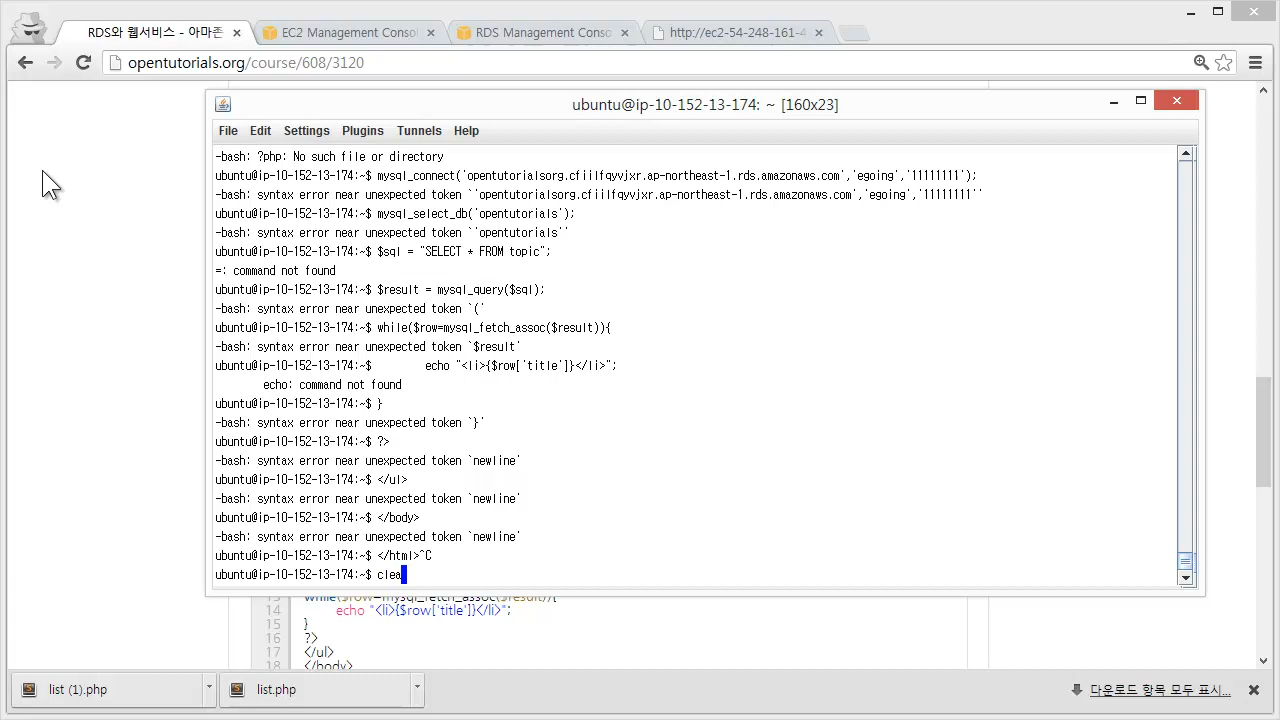 RDS와 웹서비스 - 아마존
EC2 Management Conso
RDS Management Conso
http://ec2-54-248-161-4
opentutorials.org/course/608/3120
ubuntu@ip-10-152-13-174: ~ [160x23]
File Edit Settings Plugins Tunnels Help
-bash: ?php: No such file or directory
ubuntu@ip-10-152-13-174:~$ mysql_connect('opentutorialsorg.cfiilfqyvjxr.ap-northeast-1.rds.amazonaws.com','egoing','11111111');
-bash: syntax error near unexpected token `'opentutorialsorg.cfiilfqyvjxr.ap-northeast-1.rds.amazonaws.com','egoing','11111111''
ubuntu@ip-10-152-13-174:~$ mysql_select_db('opentutorials');
-bash: syntax error near unexpected token `'opentutorials''
ubuntu@ip-10-152-13-174:~$ $sql = "SELECT * FROM topic";
=: command not found
ubuntu@ip-10-152-13-174:~$ $result = mysql_query($sql);
-bash: syntax error near unexpected token `('
ubuntu@ip-10-152-13-174:~$ while($row=mysql_fetch_assoc($result)){
-bash: syntax error near unexpected token `$result'
ubuntu@ip-10-152-13-174:~$ echo "<li>{$row['title']}</li>";
echo: command not found
ubuntu@ip-10-152-13-174:~$ }
-bash: syntax error near unexpected token `}'
ubuntu@ip-10-152-13-174:~$ ?>
-bash: syntax error near unexpected token `newline'
ubuntu@ip-10-152-13-174:~$ </ul>
-bash: syntax error near unexpected token `newline'
ubuntu@ip-10-152-13-174:~$ </body>
-bash: syntax error near unexpected token `newline'
ubuntu@ip-10-152-13-174:~$ </html>^C
ubuntu@ip-10-152-13-174:~$ clea
13 while($row=mysql_fetch_assoc($result)){
14 echo "<li>{$row['title']}</li>";
15 }
16 ?>
17 </ul>
18 </body>
list (1).php
list.php
다운로드 항목 모두 표시...